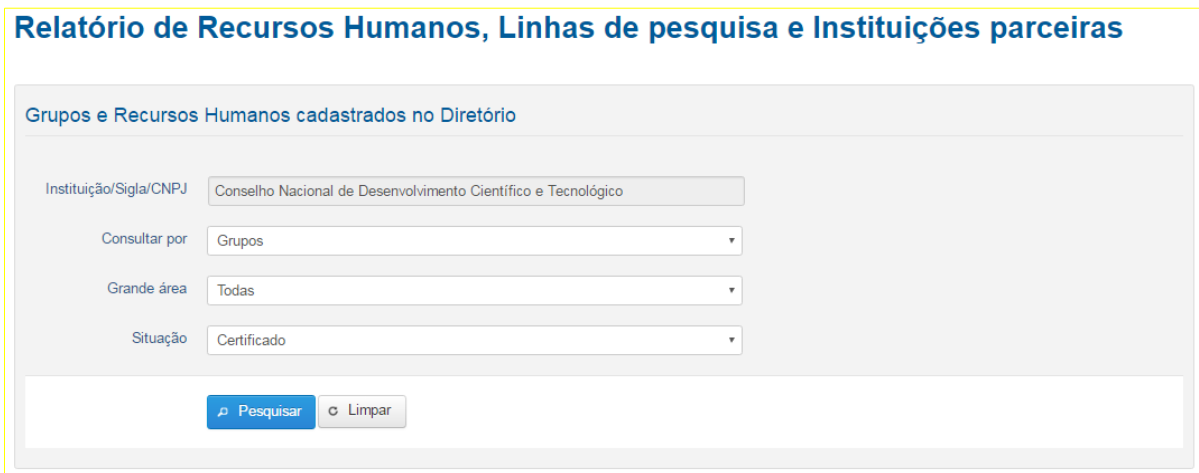 Relatório de Recursos Humanos, Linhas de pesquisa e Instituições parceiras
Grupos e Recursos Humanos cadastrados no Diretório
Instituição/Sigla/CNPJ Conselho Nacional de Desenvolvimento Científico e Tecnológico
Consultar por Grupos
Grande área Todas
Situação Certificado
Pesquisar Limpar